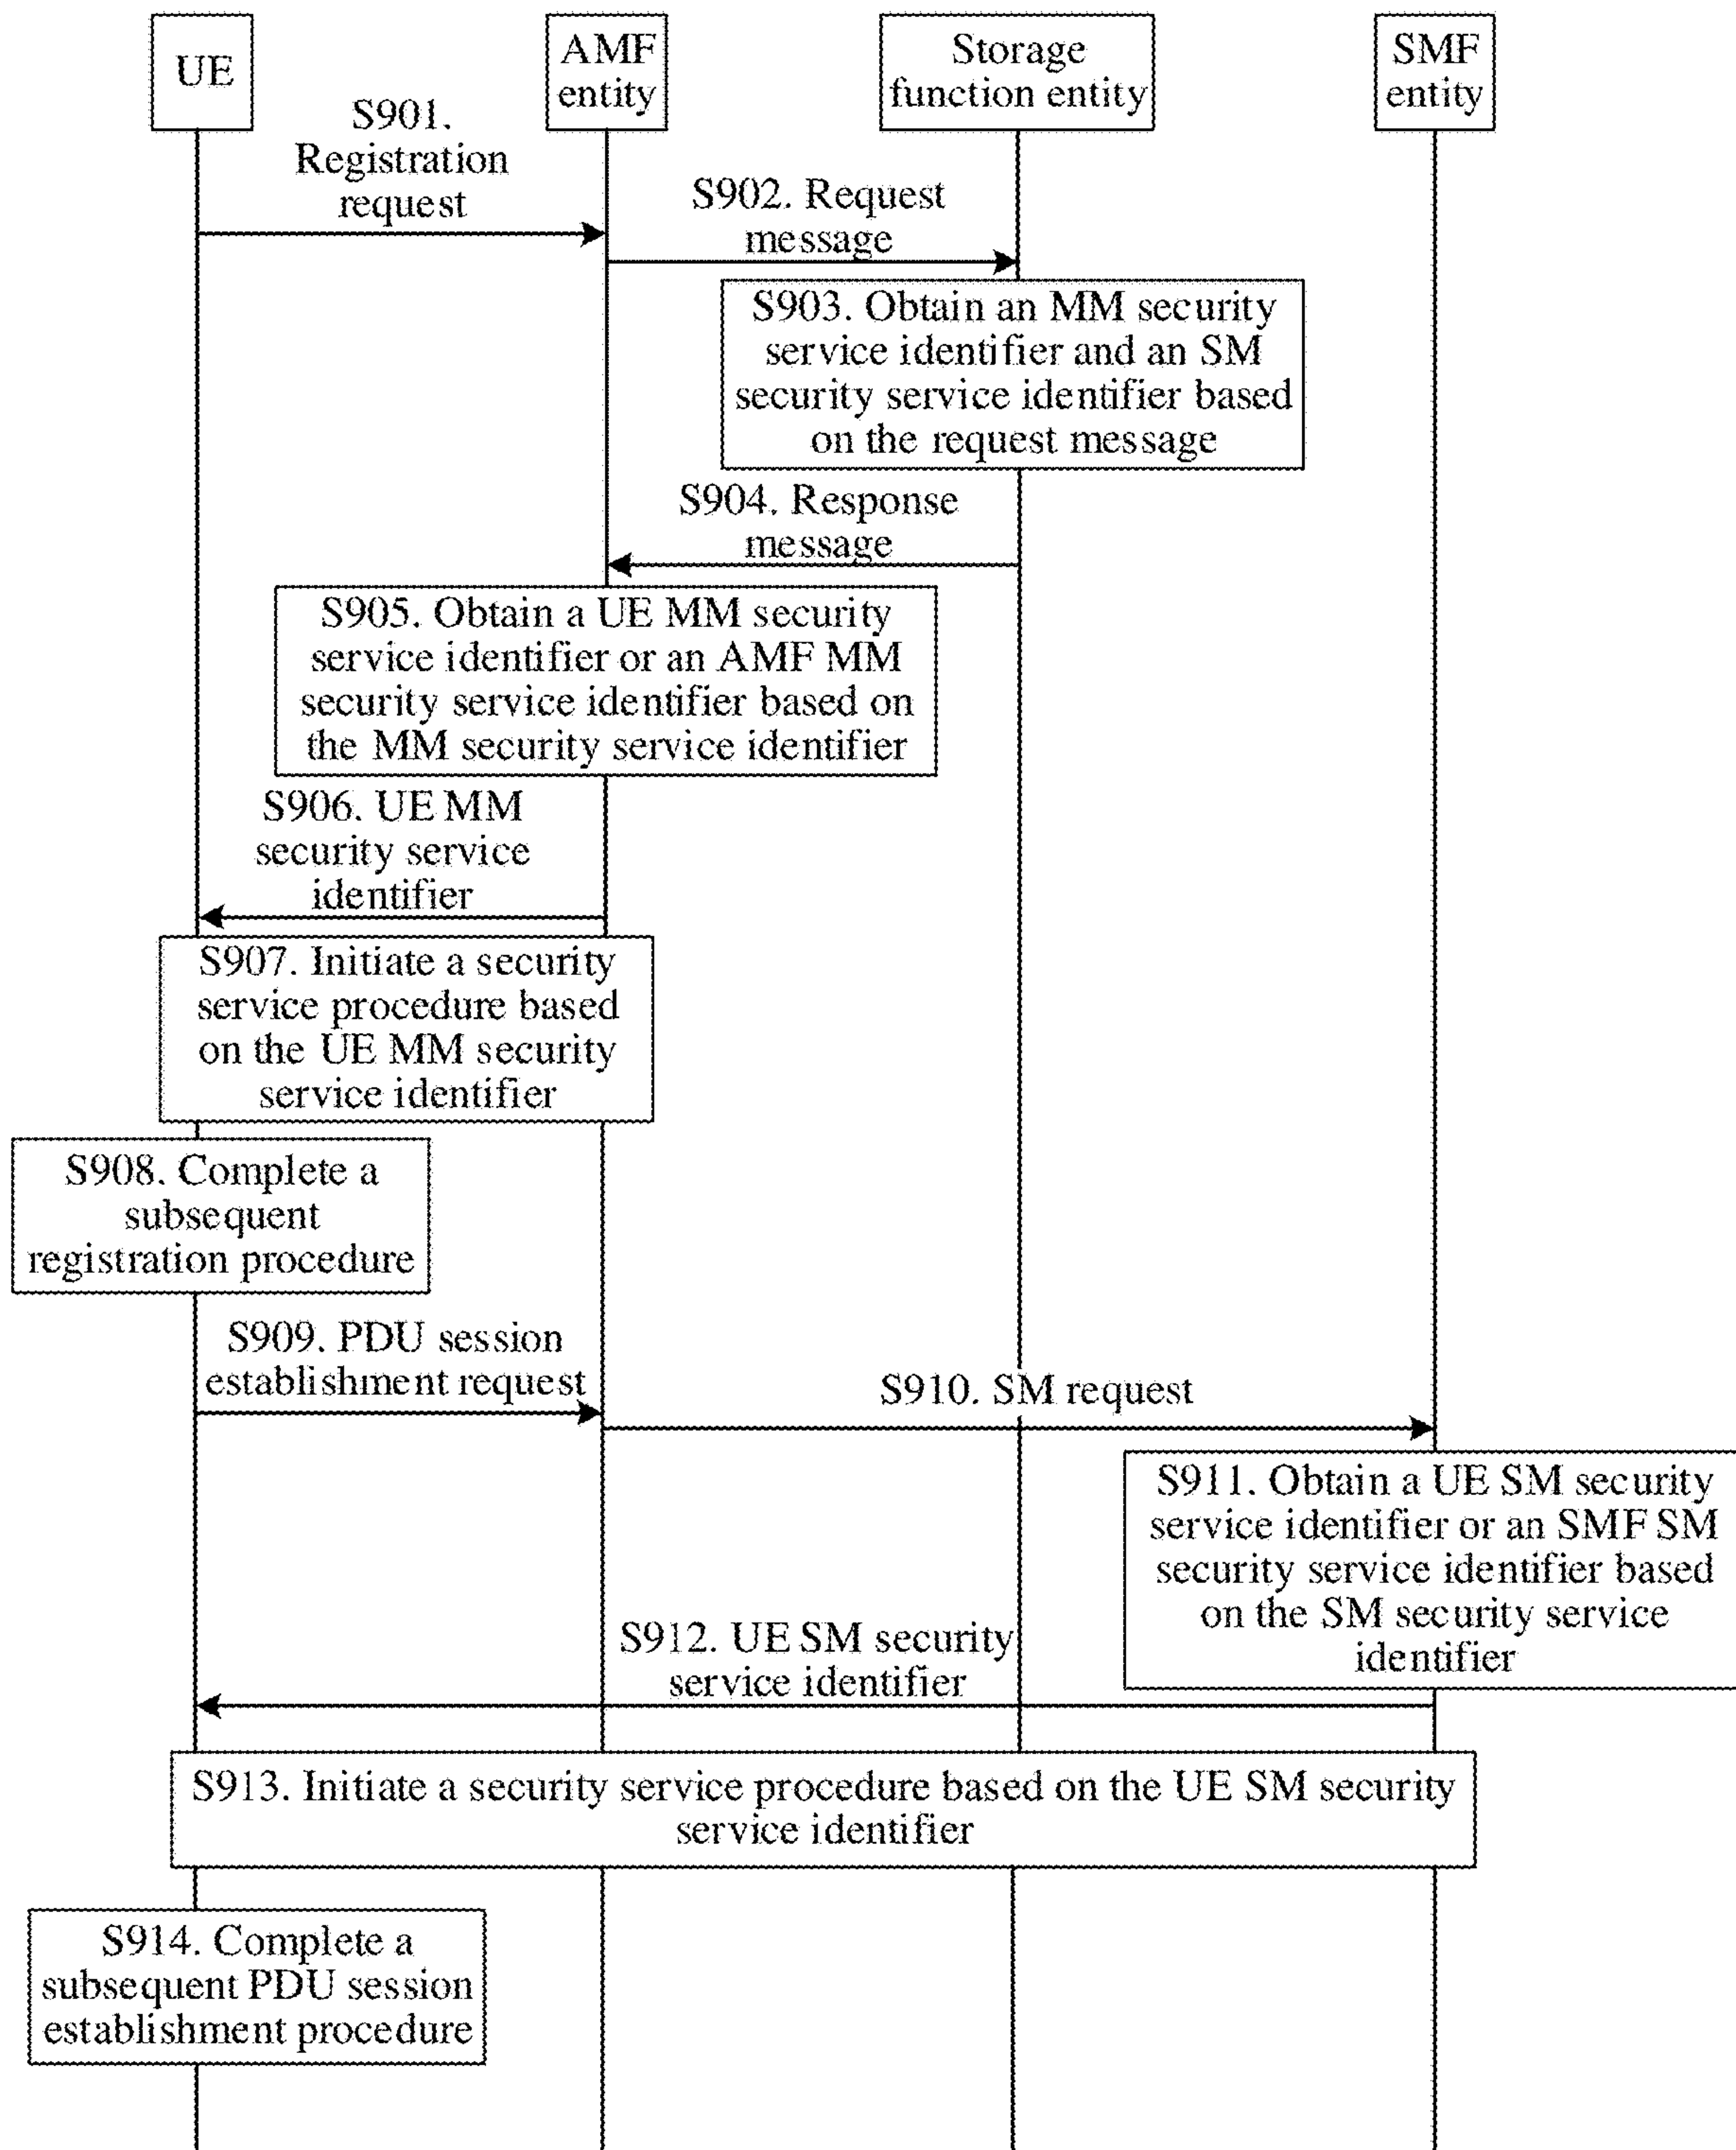 UE
AMF
entity
Storage
function entity
SMF
entity
S901.
Registration
request
S902. Request
message
S903. Obtain an MM security
service identifier and an SM
security service identifier based
on the request message
S904. Response
message
S905. Obtain a UE MM security
service identifier or an AMF MM
security service identifier based on
the MM security service identifier
S906. UE MM
security service
identifier
S907. Initiate a security
service procedure based
on the UE MM security
service identifier
S908. Complete a
subsequent
registration procedure
S909. PDU session
establishment request
S910. SM request
S911. Obtain a UE SM security
service identifier or an SMF SM
security service identifier based
on the SM security service
identifier
S912. UE SM security
service identifier
S913. Initiate a security service procedure based on the UE SM security
service identifier
S914. Complete a
subsequent PDU session
establishment procedure